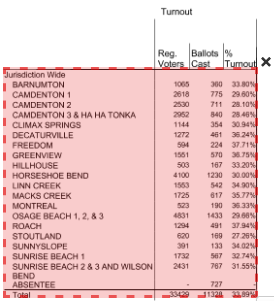 Turnout
Reg. Voters Ballots Cast % Turnout
Jurisdiction Wide
BARNUMTON 1065 360 33.80%
CAMDENTON 1 2618 775 29.60%
CAMDENTON 2 2530 711 28.10%
CAMDENTON 3 & HA HA TONKA 2952 840 28.46%
CLIMAX SPRINGS 1144 354 30.94%
DECATURVILLE 1272 461 36.24%
FREEDOM 594 224 37.71%
GREENVIEW 1551 570 36.75%
HILLHOUSE 503 167 33.20%
HORSESHOE BEND 4100 1230 30.00%
LINN CREEK 1553 542 34.90%
MACKS CREEK 1725 617 35.77%
MONTREAL 523 190 36.33%
OSAGE BEACH 1, 2, & 3 4831 1433 29.66%
ROACH 1294 491 37.94%
STOUTLAND 620 169 27.26%
SUNNYSLOPE 391 133 34.02%
SUNRISE BEACH 1 1732 567 32.74%
SUNRISE BEACH 2 & 3 AND WILSON 2431 767 31.55%
BEND
ABSENTEE - 727 -
Total 33429 11328 33.89%